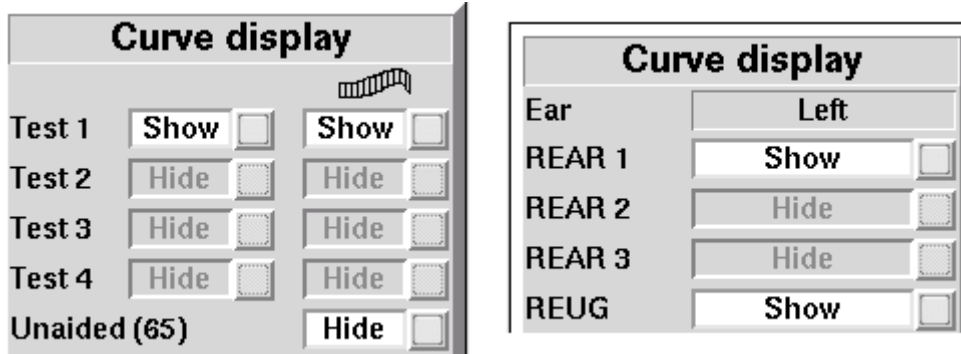 Curve display
Test 1 Show Show
Test 2 Hide Hide
Test 3 Hide Hide
Test 4 Hide Hide
Unaided (65) Hide
Curve display
Ear Left
REAR 1 Show
REAR 2 Hide
REAR 3 Hide
REUG Show